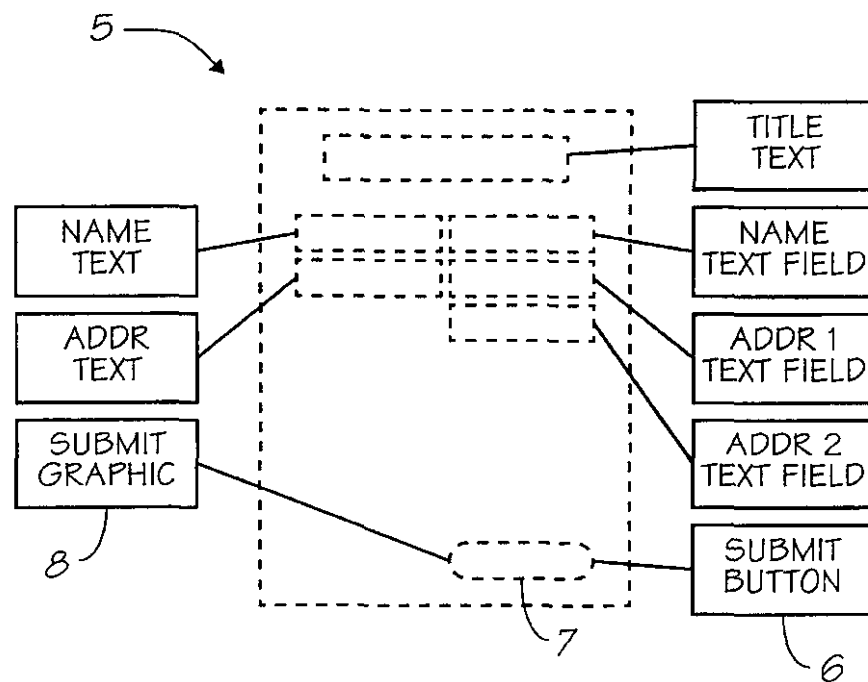 5
TITLE
TEXT
NAME
TEXT
NAME
TEXT FIELD
ADDR
TEXT
ADDR 1
TEXT FIELD
SUBMIT
GRAPHIC
ADDR 2
TEXT FIELD
SUBMIT
BUTTON
8
7
6